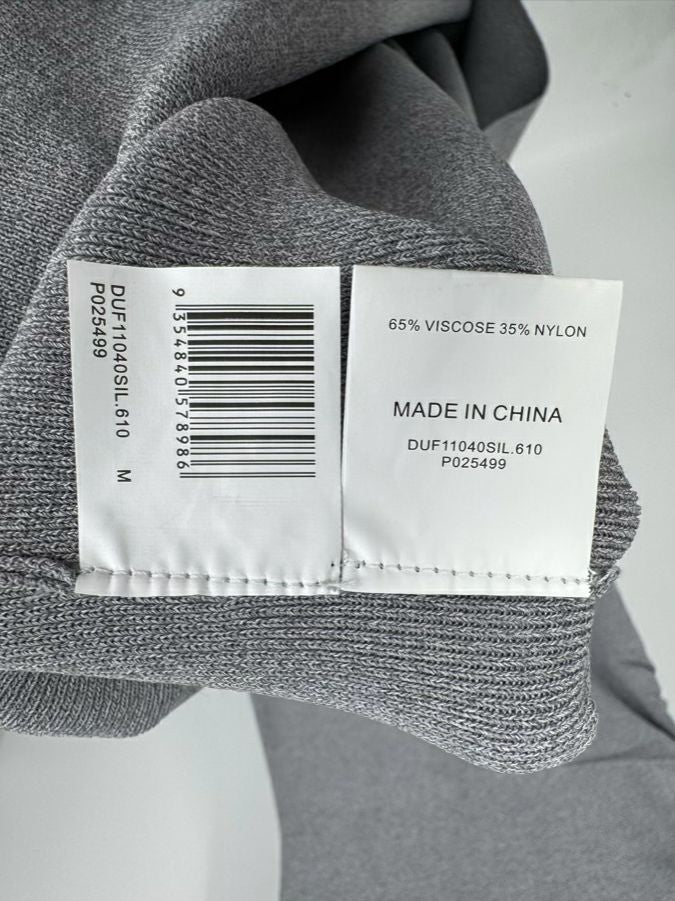 DUF11040SIL.610 M
P025499
9 354840 578986
65% VISCOSE 35% NYLON
MADE IN CHINA
DUF11040SIL.610
P025499